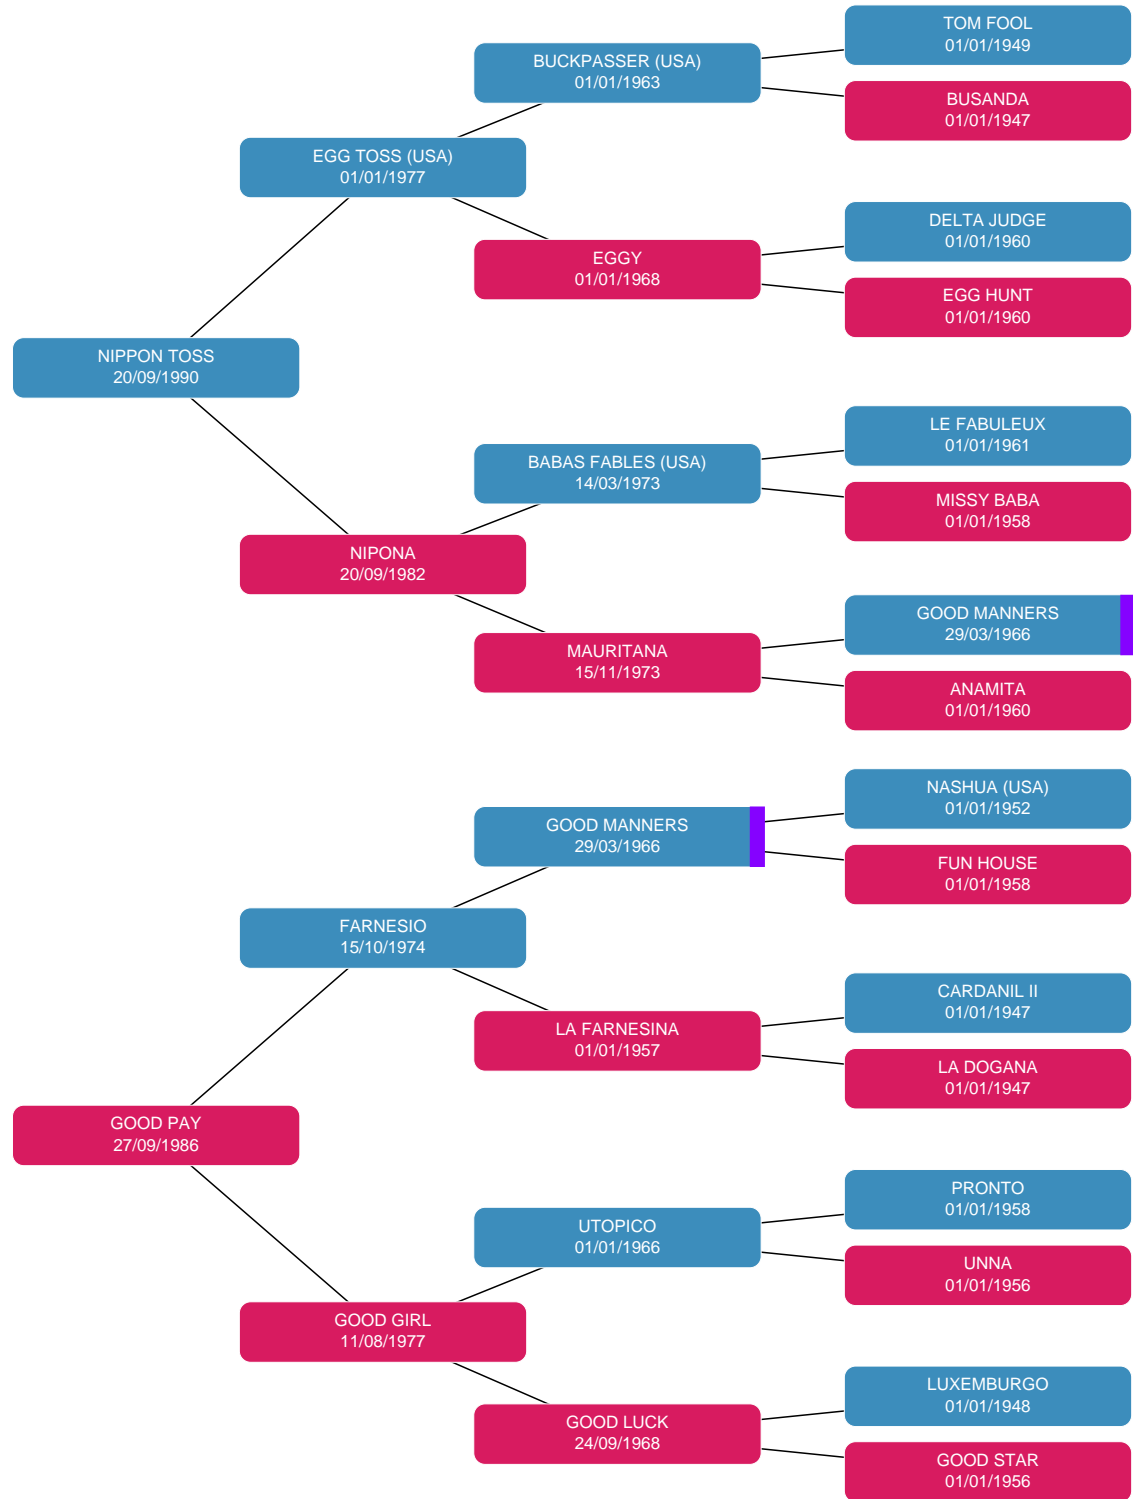 TOM FOOL
01/01/1949
BUCKPASSER (USA)
01/01/1963
BUSANDA
01/01/1947
EGG TOSS (USA)
01/01/1977
DELTA JUDGE
01/01/1960
EGGY
01/01/1968
EGG HUNT
01/01/1960
NIPPON TOSS
20/09/1990
LE FABULEUX
01/01/1961
BABAS FABLES (USA)
14/03/1973
MISSY BABA
01/01/1958
NIPONA
20/09/1982
GOOD MANNERS
29/03/1966
MAURITANA
15/11/1973
ANAMITA
01/01/1960
NASHUA (USA)
01/01/1952
GOOD MANNERS
29/03/1966
FUN HOUSE
01/01/1958
FARNESIO
15/10/1974
CARDANIL II
01/01/1947
LA FARNESINA
01/01/1957
LA DOGANA
01/01/1947
GOOD PAY
27/09/1986
PRONTO
01/01/1958
UTOPICO
01/01/1966
UNNA
01/01/1956
GOOD GIRL
11/08/1977
LUXEMBURGO
01/01/1948
GOOD LUCK
24/09/1968
GOOD STAR
01/01/1956